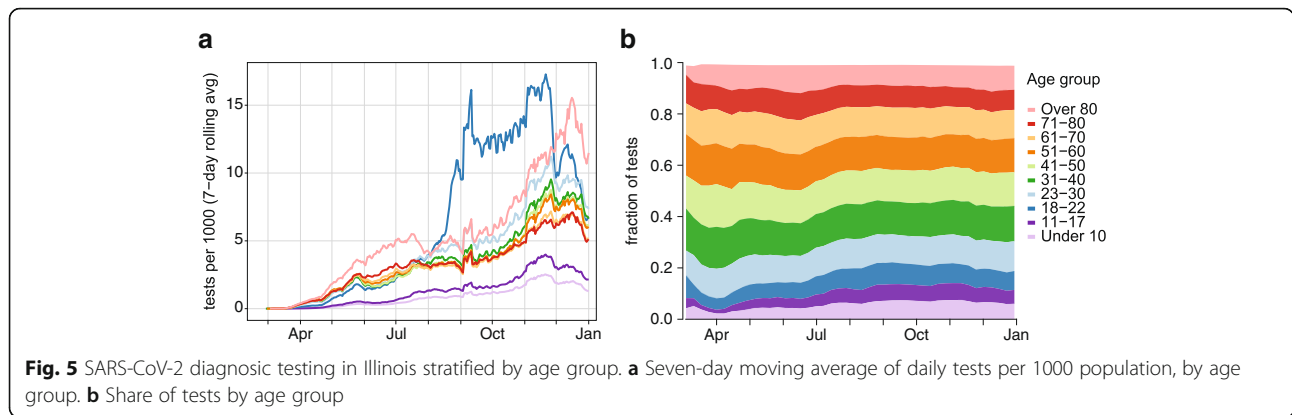 a
b
tests per 1000 (7−day rolling avg)
15
10
5
0
Apr
Jul
Oct
Jan
fraction of tests
1.0
0.8
0.6
0.4
0.2
0.0
Apr
Jul
Oct
Jan
Age group
Over 80
71−80
61−70
51−60
41−50
31−40
23−30
18−22
11−17
Under 10
Fig. 5 SARS-CoV-2 diagnostic testing in Illinois stratified by age group. a Seven-day moving average of daily tests per 1000 population, by age
group. b Share of tests by age group